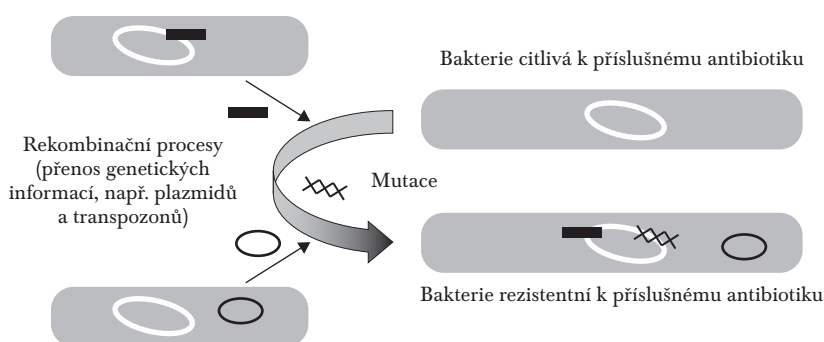 Bakterie citlivá k příslušnému antibiotiku
Rekombinační procesy
(přenos genetických
informací, např. plazmidů
a transpozonů)
Mutace
Bakterie rezistentní k příslušnému antibiotiku